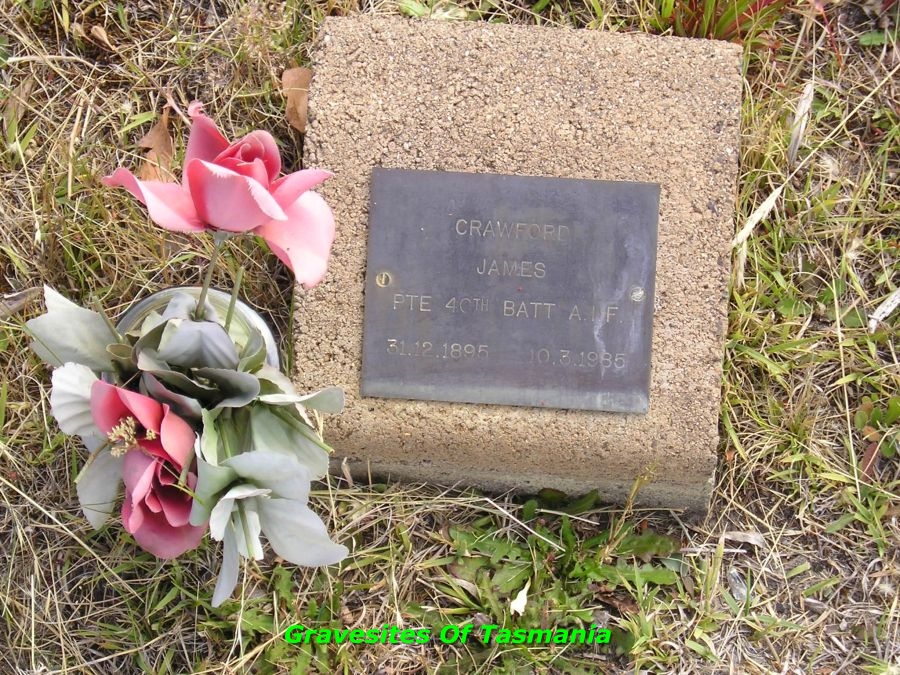 CRAWFORD
JAMES
PTE 40TH BATT A.I.F.
31.12.1895 10.3.1985
Gravesites Of Tasmania